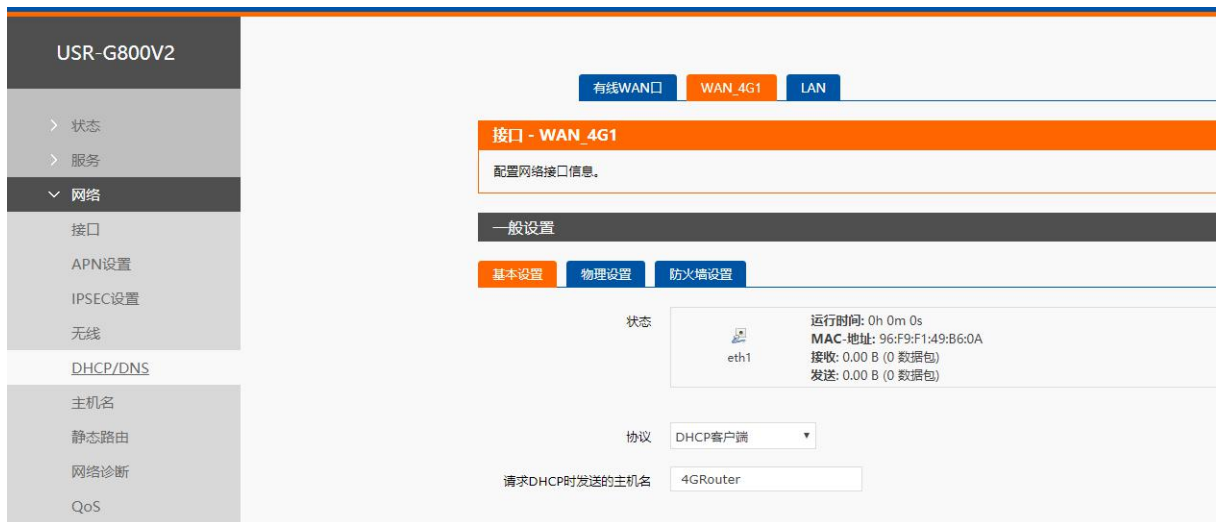 USR-G800V2
状态
服务
网络
接口
APN设置
IPSEC设置
无线
DHCP/DNS
主机名
静态路由
网络诊断
QoS
有线WAN口 WAN_4G1 LAN
接口 - WAN_4G1
配置网络接口信息。
一般设置
基本设置 物理设置 防火墙设置
状态
eth1
运行时间: 0h 0m 0s
MAC-地址: 96:F9:F1:49:B6:0A
接收: 0.00 B (0 数据包)
发送: 0.00 B (0 数据包)
协议 DHCP客户端
请求DHCP时发送的主机名 4GRouter